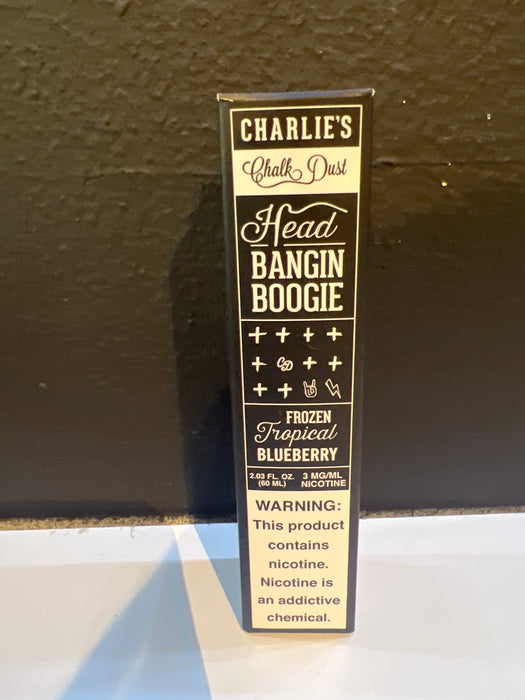 CHARLIE'S
Chalk Dust
Head
BANGIN
BOOGIE
CD
FROZEN
Tropical
BLUEBERRY
2.03 FL. OZ. 3 MG/ML
(60 ML) NICOTINE
WARNING:
This product
contains
nicotine.
Nicotine is
an addictive
chemical.